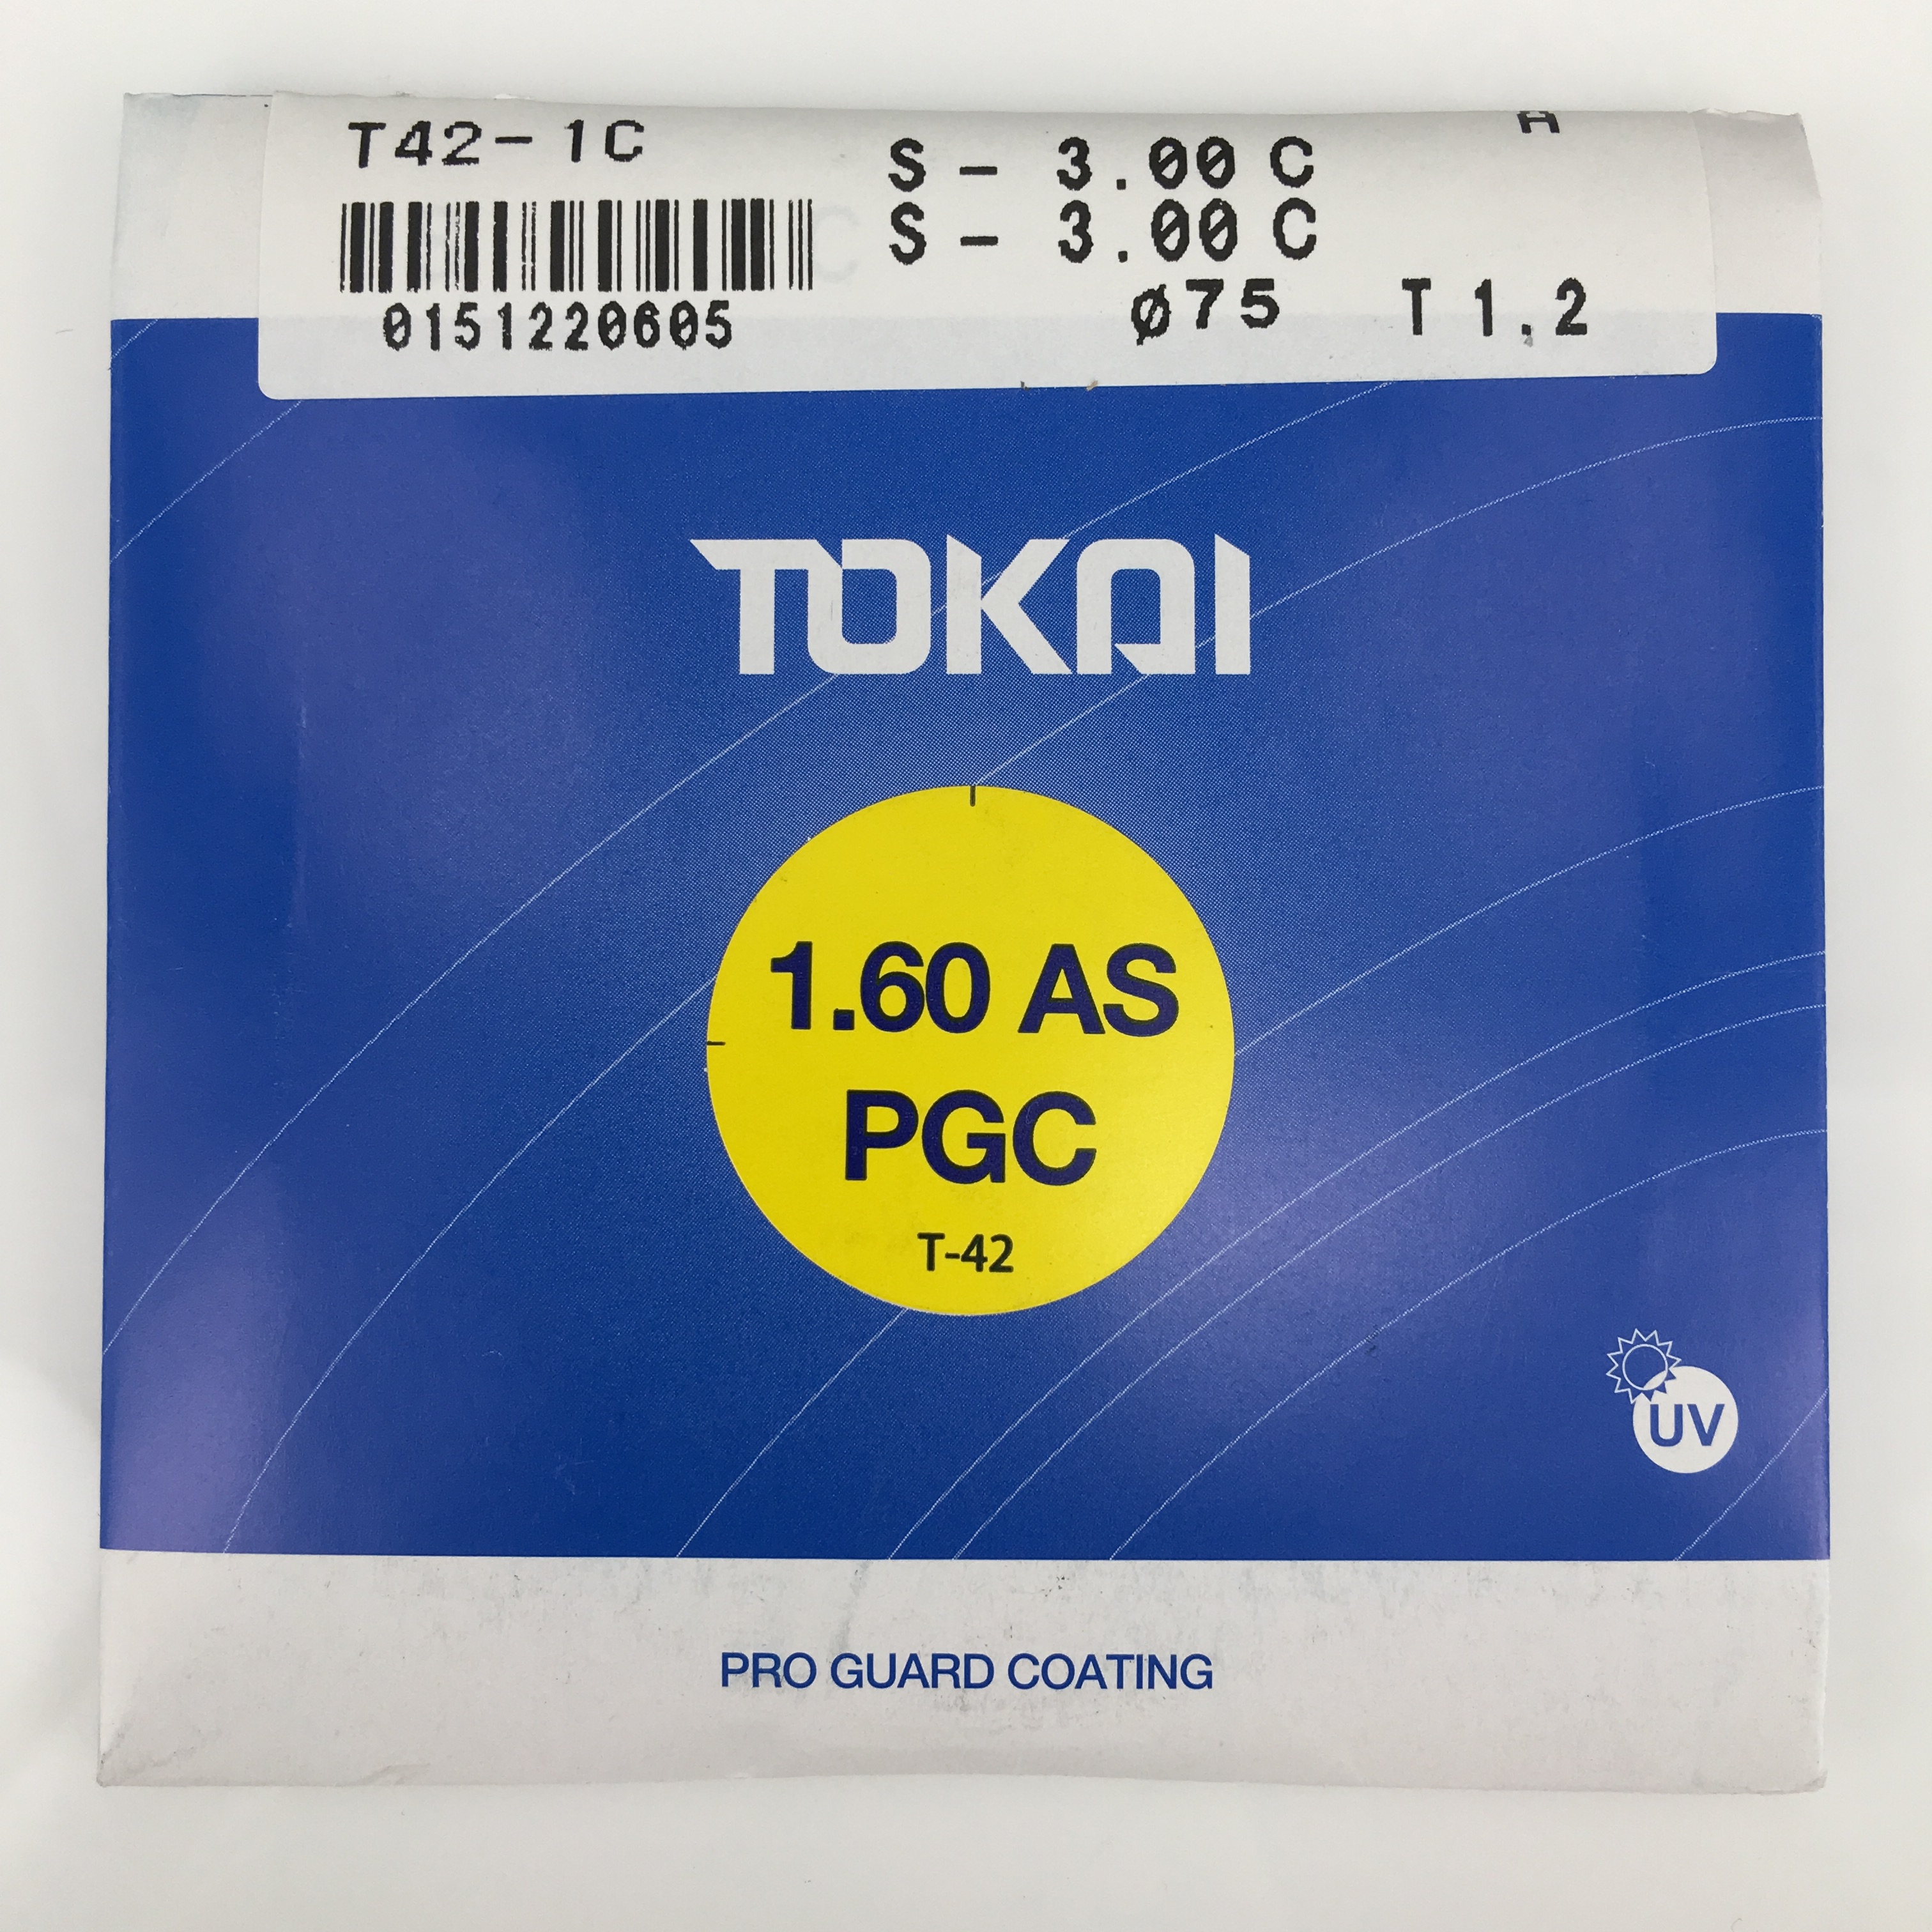 T42-1C
S - 3.00 C
S - 3.00 C
0151220605
ø75 T 1.2
TOKAI
1.60 AS
PGC
T-42
UV
PRO GUARD COATING